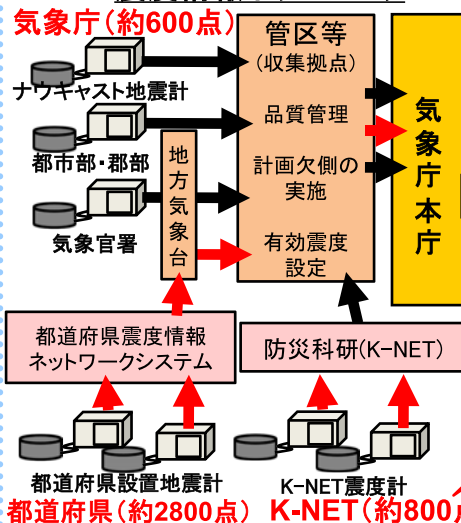 気象庁(約600点)
ナウキャスト地震計
都市部・郡部
気象官署
地方気象台
管区等
(収集拠点)
品質管理
計画欠側の
実施
有効震度
設定
気象庁本庁
都道府県震度情報
ネットワークシステム
防災科研(K-NET)
都道府県設置地震計
K-NET震度計
都道府県(約2800点)
K-NET(約800点